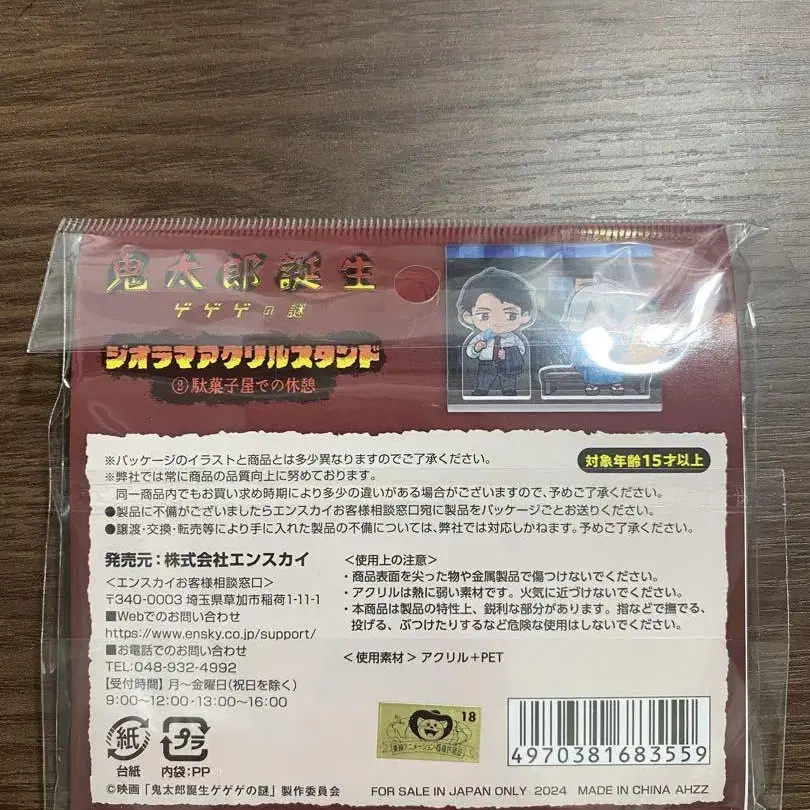 鬼太郎誕生
ゲゲゲの謎
ジオラマアクリルスタンド
②駄菓子屋での休憩
※パッケージのイラストと商品とは多少異なりますのでご了承ください。
対象年齢15才以上
※弊社では常に商品の品質向上に努めております。
同一商品内でもお買い求め時期により多少の違いがある場合がございますので、予めご了承ください。
●製品に不備がございましたらエンスカイお客様相談窓口宛に製品をパッケージごとお送りください。
●譲渡・交換・転売等により手に入れた製品の不備については、弊社では対応しかねます。予めご了承ください。
発売元：株式会社エンスカイ
＜エンスカイお客様相談窓口＞
〒340-0003 埼玉県草加市稲荷1-11-1
■Webでのお問い合わせ
https://www.ensky.co.jp/support/
■お電話でのお問い合わせ
TEL:048-932-4992
【受付時間】月～金曜日(祝日を除く)
9:00～12:00・13:00～16:00
＜使用上の注意＞
・商品表面を尖った物や金属製品で傷つけないでください。
・アクリルは熱に弱い素材です。火気に近づけないでください。
・本商品は製品の特性上、鋭利な部分があります。指などで撫でる、
投げる、ぶつけたりするなど危険な使用はしないでください。
＜使用素材＞アクリル＋PET
紙
台紙
プラ
内袋：PP
18
4970381683559
©映画「鬼太郎誕生ゲゲゲの謎」製作委員会
FOR SALE IN JAPAN ONLY 2024 MADE IN CHINA AHZZ